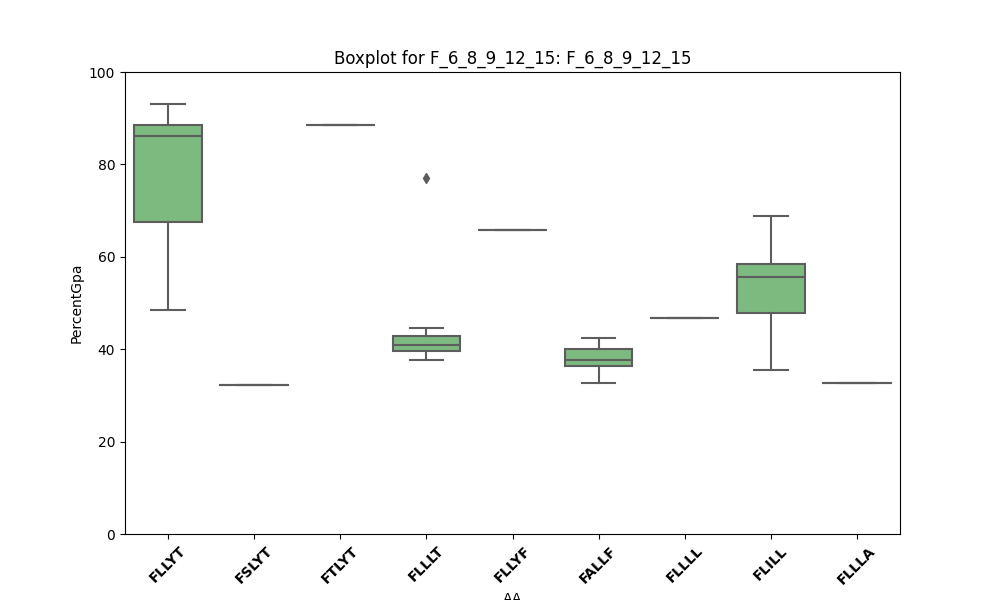 Boxplot for F_6_8_9_12_15: F_6_8_9_12_15
100
80
60
40
20
0
PercentGpa
FLLYT
FSLYT
FTLYT
FLLLT
FLLYF
FALLF
FLLLL
FLILL
FLLLA
AA